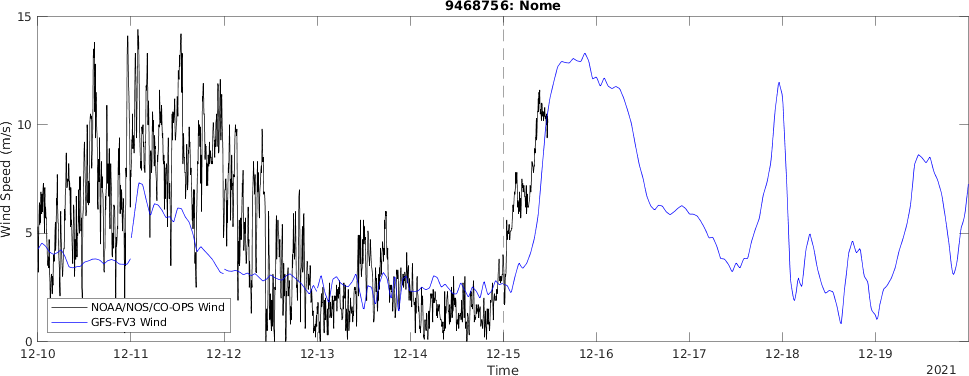 9468756: Nome
15
10
5
0
Wind Speed (m/s)
NOAA/NOS/CO-OPS Wind
GFS-FV3 Wind
12-10 12-11 12-12 12-13 12-14 12-15 12-16 12-17 12-18 12-19
Time
2021